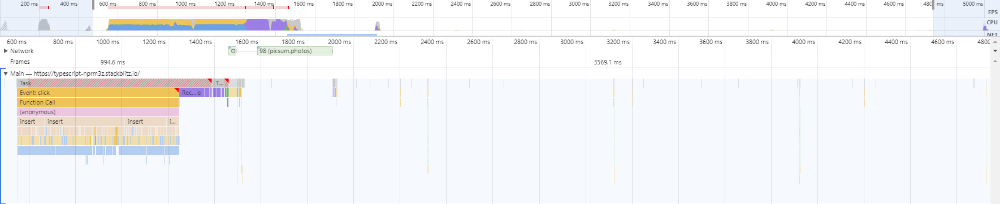 200 ms 400 ms 600 ms 800 ms 1000 ms 1200 ms 1400 ms 1600 ms 1800 ms 2000 ms 2200 ms 2400 ms 2600 ms 2800 ms 3000 ms 3200 ms 3400 ms 3600 ms 3800 ms 4000 ms 4200 ms 4400 ms 4600 ms 480 ms 5000 ms
FPS
CPU
NET
600 ms 800 ms 1000 ms 1200 ms 1400 ms 1600 ms 1800 ms 2000 ms 2200 ms 2400 ms 2600 ms 2800 ms 3000 ms 3200 ms 3400 ms 3600 ms 3800 ms 4000 ms 4200 ms 4400 ms 4600 ms 4800
Network 98 (picsum.photos)
Frames 994.6 ms 3569.1 ms
Main — https://typescript-nprm3z.stackblitz.io/
Task T...
Event: click Rec...le
Function Call
(anonymous)
insert insert insert i...